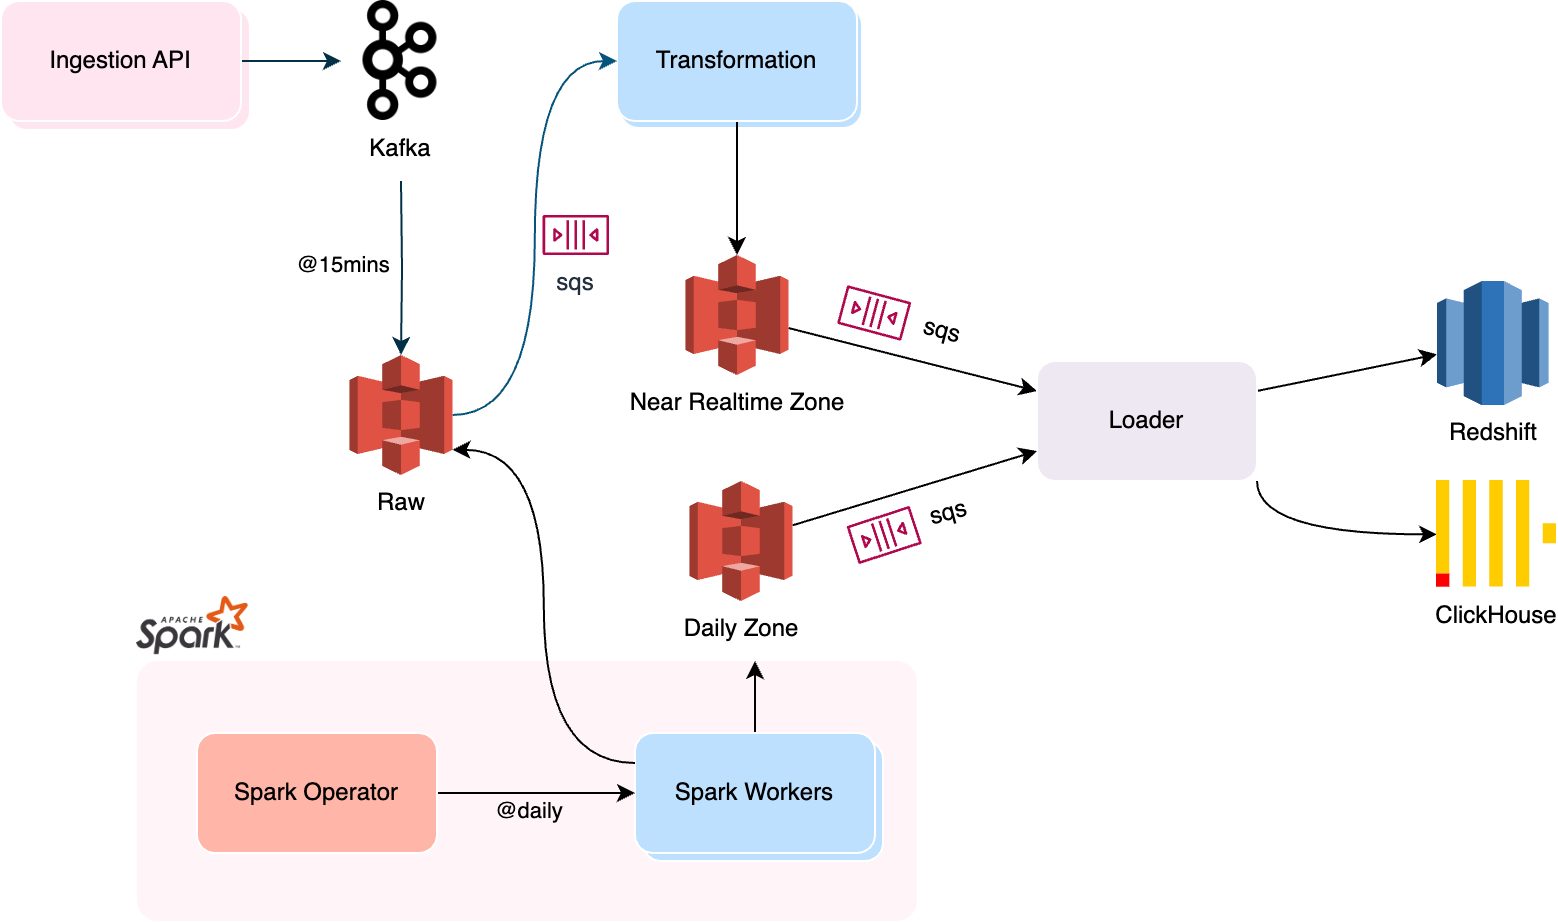 Ingestion API
Kafka
Transformation
@15mins
sqs
sqs
Near Realtime Zone
Loader
Redshift
Raw
sqs
Daily Zone
ClickHouse
APACHE
Spark
Spark Operator
@daily
Spark Workers